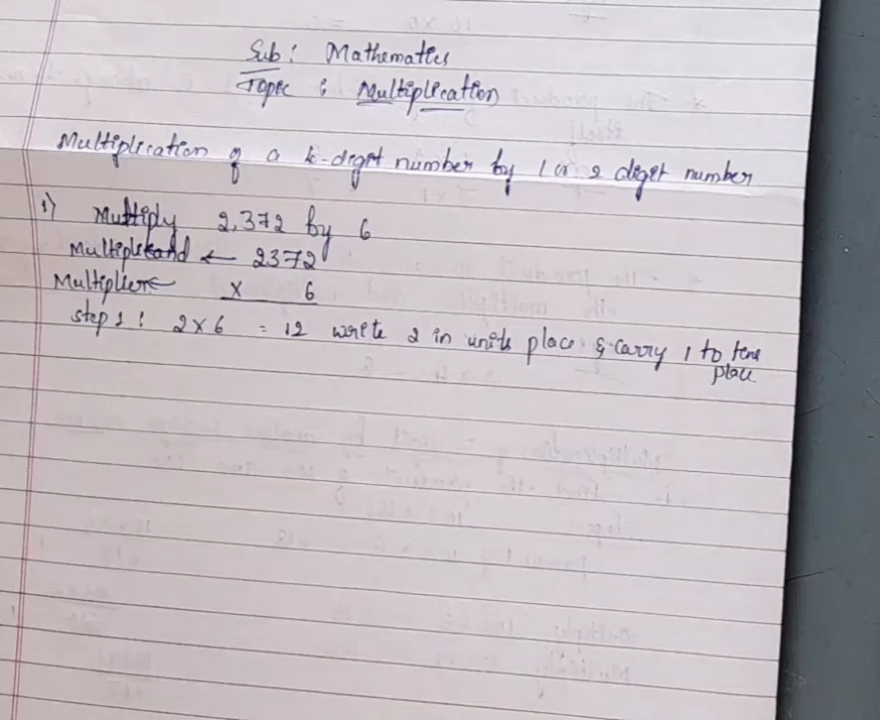 Sub: Mathematics
Topic : Multiplication
Multiplication of a 4-digit number by 1 or 2 digit number
1) Multiply 2,372 by 6
Multiplicand ← 2372
Multiplier ← x 6
step 1 : 2 x 6 = 12 write 2 in units place & carry 1 to tens
place